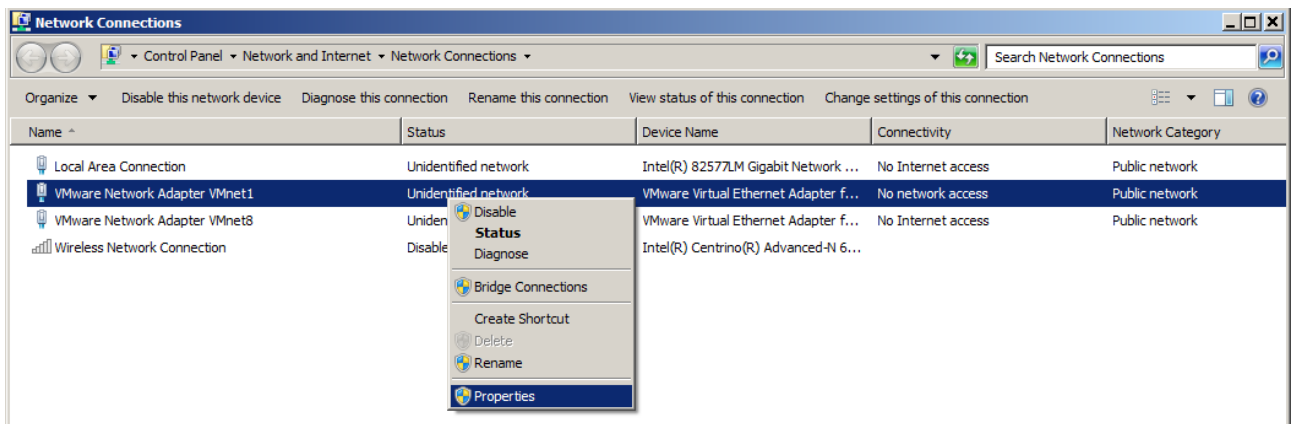 Network Connections
Control Panel Network and Internet Network Connections Search Network Connections
Organize Disable this network device Diagnose this connection Rename this connection View status of this connection Change settings of this connection
Name Status Device Name Connectivity Network Category
Local Area Connection Unidentified network Intel(R) 82577LM Gigabit Network ... No Internet access Public network
VMware Network Adapter VMnet1 Unidentified network VMware Virtual Ethernet Adapter f... No network access Public network
VMware Network Adapter VMnet8 Uniden VMware Virtual Ethernet Adapter f... No Internet access Public network
Wireless Network Connection Disable Intel(R) Centrino(R) Advanced-N 6...
Disable
Status
Diagnose
Bridge Connections
Create Shortcut
Delete
Rename
Properties